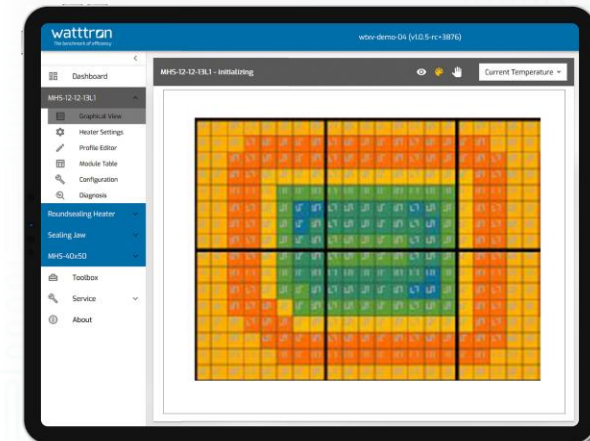 watttron
The benchmark of efficiency
wtxv-demo-04 (v1.0.5-rc+3876)
Dashboard
MHS-12-12-13L1
Graphical View
Heater Settings
Profile Editor
Module Table
Configuration
Diagnosis
Roundsealing Heater
Sealing Jaw
MHS-40x50
Toolbox
Service
About
MHS-12-12-13L1 - initializing
Current Temperature